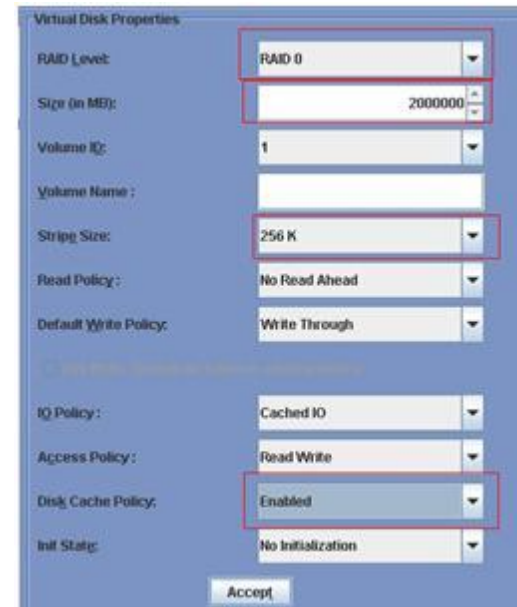 Virtual Disk Properties
RAID Level: RAID 0
Size (in MB): 2000000
Volume ID: 1
Volume Name :
Stripe Size: 256 K
Read Policy : No Read Ahead
Default Write Policy: Write Through
IO Policy : Cached IO
Access Policy : Read Write
Disk Cache Policy: Enabled
Init State: No Initialization
Accept